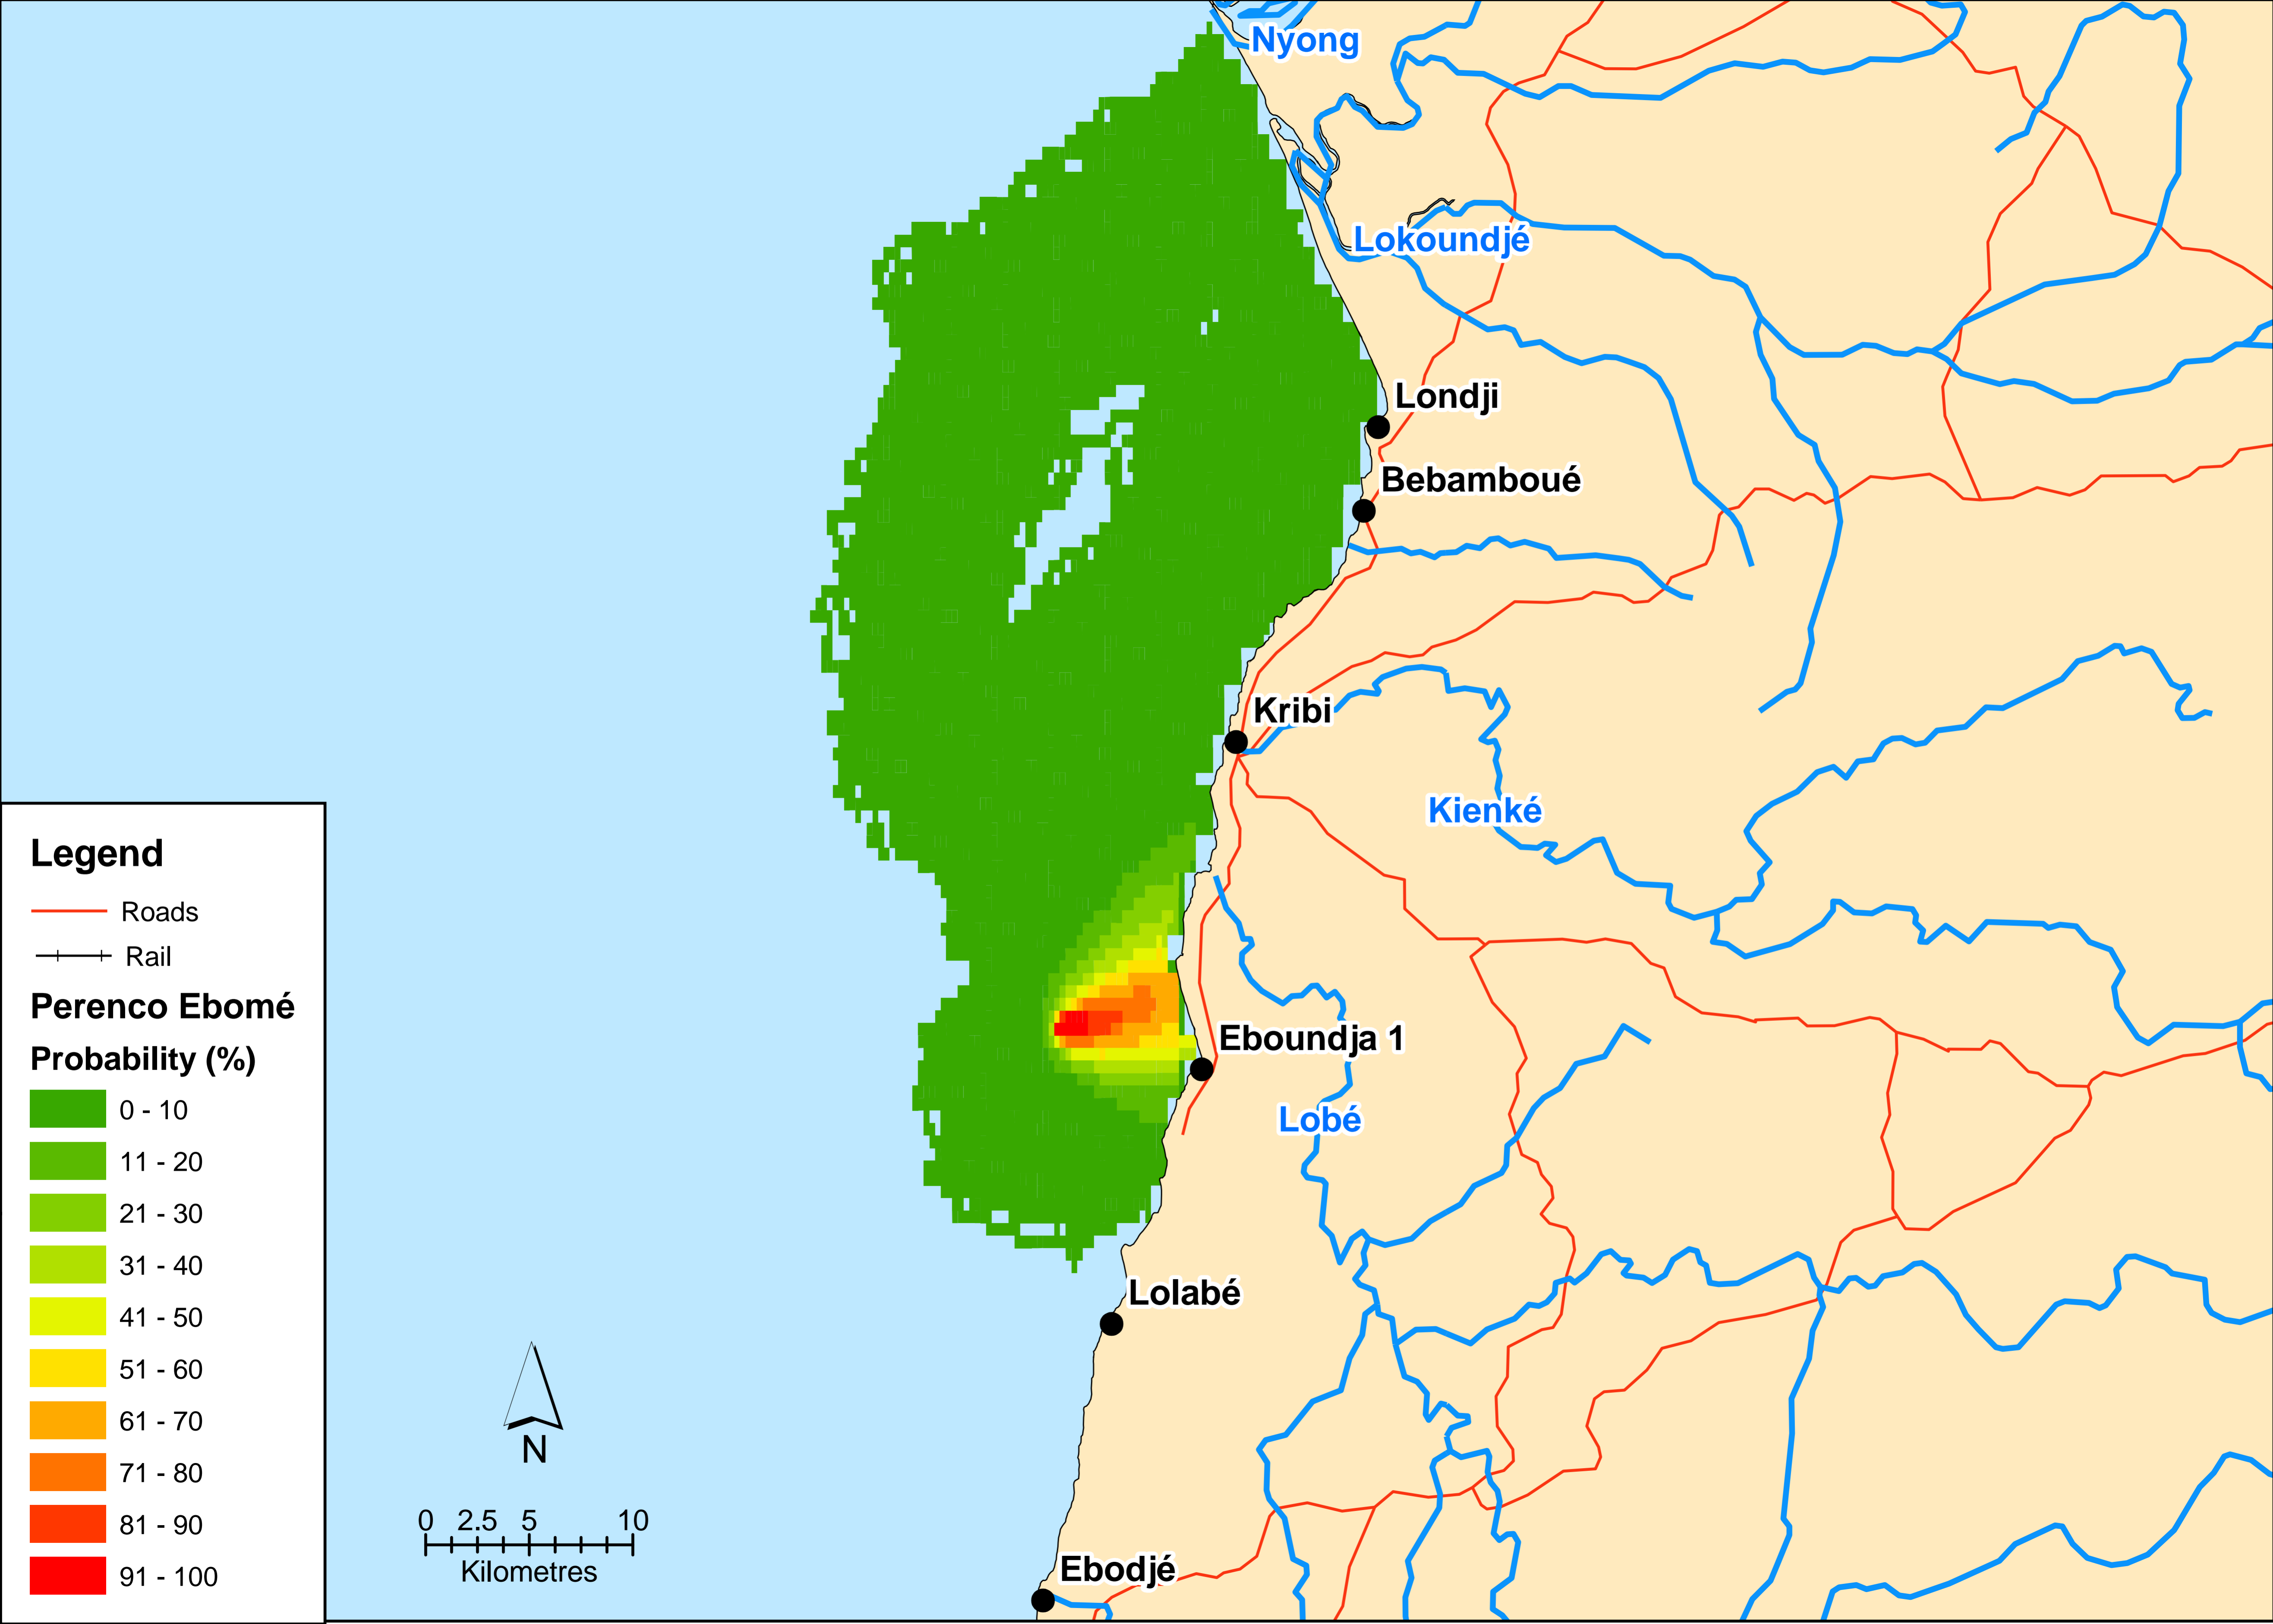 Nyong
Lokoundjé
Londji
Bebamboué
Kribi
Kienké
Eboundja 1
Lobé
Lolabé
Ebodjé
Legend
Roads
Rail
Perenco Ebomé
Probability (%)
0 - 10
11 - 20
21 - 30
31 - 40
41 - 50
51 - 60
61 - 70
71 - 80
81 - 90
91 - 100
N
0 2.5 5 10
Kilometres